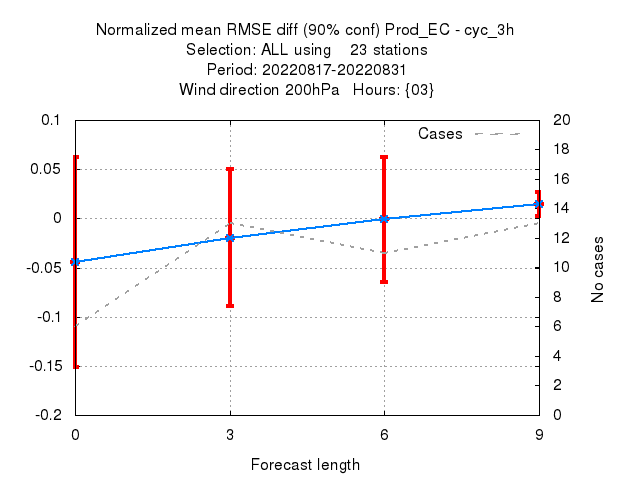 Normalized mean RMSE diff (90% conf) Prod_EC - cyc_3h
Selection: ALL using    23 stations
Period: 20220817-20220831
Wind direction 200hPa   Hours: {03}
Cases
0.1
0.05
0
-0.05
-0.1
-0.15
-0.2
20
18
16
14
12
10
8
6
4
2
0
No cases
0 3 6 9
Forecast length